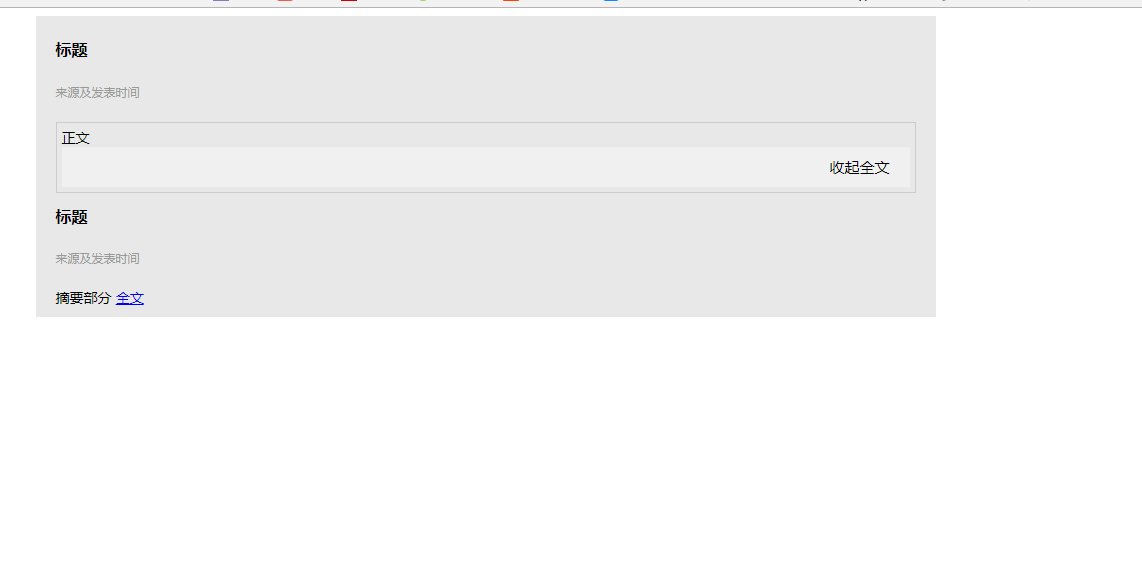 标题
来源及发表时间
正文
收起全文
标题
来源及发表时间
摘要部分 全文